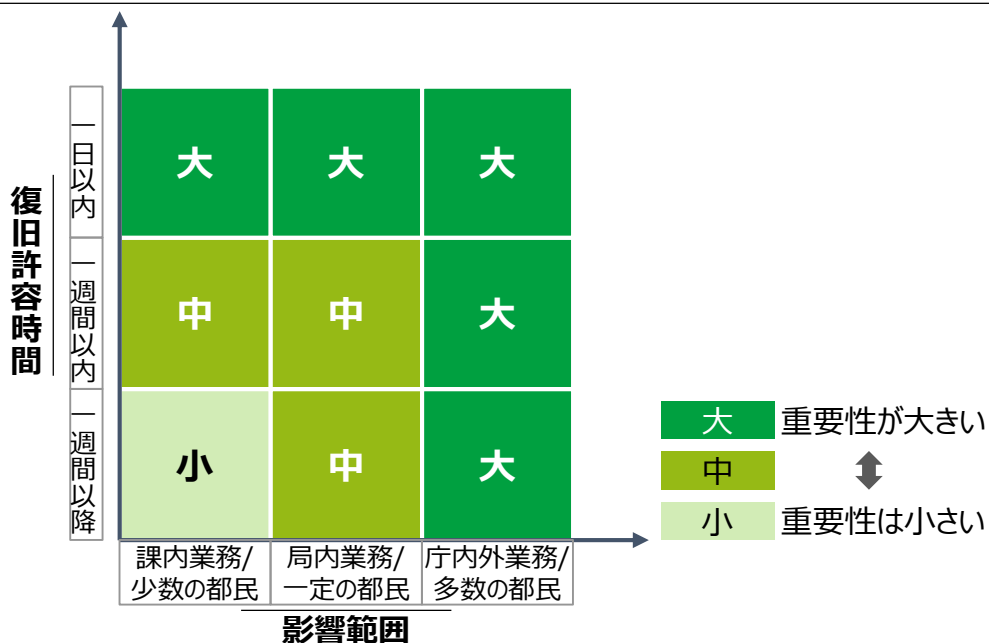 復旧許容時間
一日以内
大
大
大
一週間以内
中
中
大
一週間以降
小
中
大
課内業務/
少数の都民
局内業務/
一定の都民
庁内外業務/
多数の都民
影響範囲
大 重要性が大きい
中
小 重要性は小さい